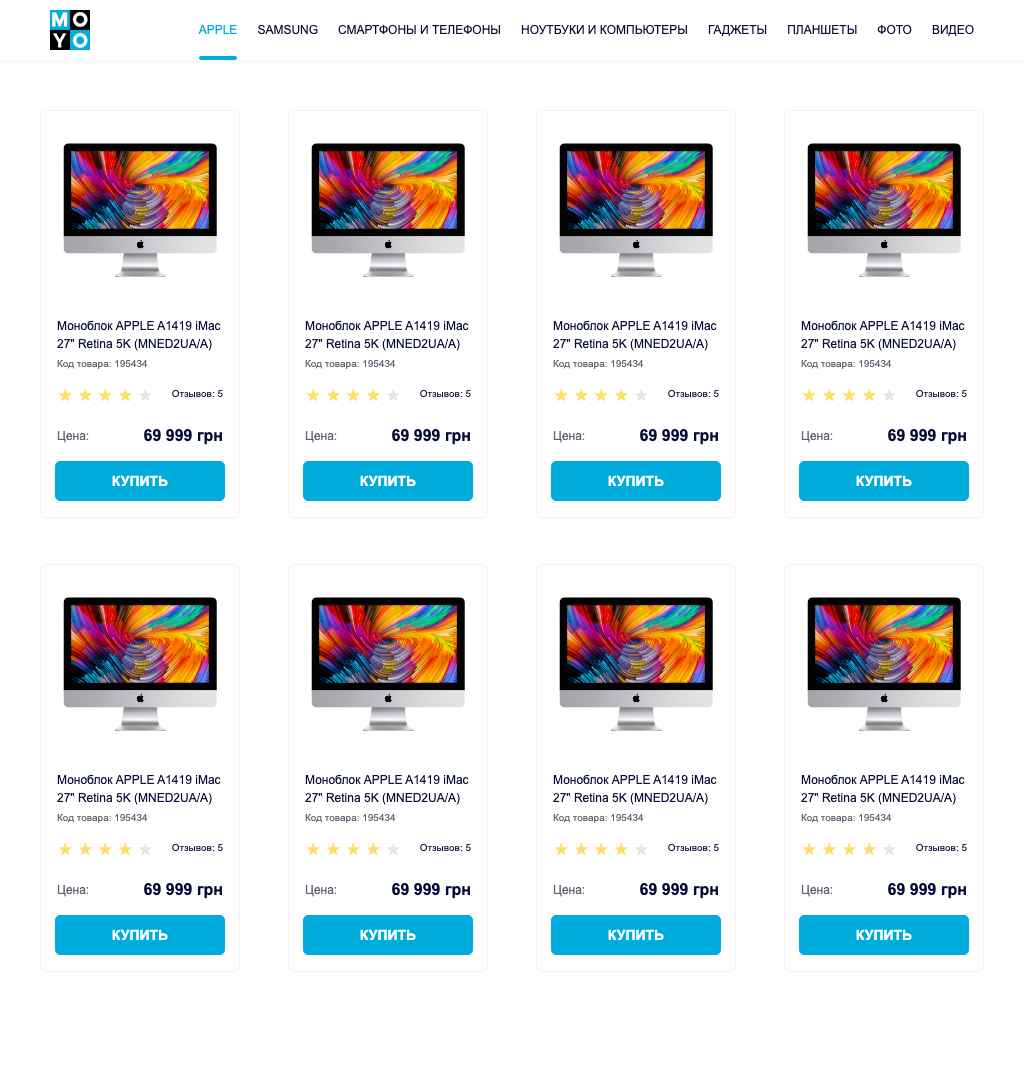 MO
YO
APPLE SAMSUNG СМАРТФОНЫ И ТЕЛЕФОНЫ НОУТБУКИ И КОМПЬЮТЕРЫ ГАДЖЕТЫ ПЛАНШЕТЫ ФОТО ВИДЕО
Моноблок APPLE A1419 iMac
27" Retina 5K (MNED2UA/A)
Код товара: 195434
Отзывов: 5
Цена: 69 999 грн
КУПИТЬ
Моноблок APPLE A1419 iMac
27" Retina 5K (MNED2UA/A)
Код товара: 195434
Отзывов: 5
Цена: 69 999 грн
КУПИТЬ
Моноблок APPLE A1419 iMac
27" Retina 5K (MNED2UA/A)
Код товара: 195434
Отзывов: 5
Цена: 69 999 грн
КУПИТЬ
Моноблок APPLE A1419 iMac
27" Retina 5K (MNED2UA/A)
Код товара: 195434
Отзывов: 5
Цена: 69 999 грн
КУПИТЬ
Моноблок APPLE A1419 iMac
27" Retina 5K (MNED2UA/A)
Код товара: 195434
Отзывов: 5
Цена: 69 999 грн
КУПИТЬ
Моноблок APPLE A1419 iMac
27" Retina 5K (MNED2UA/A)
Код товара: 195434
Отзывов: 5
Цена: 69 999 грн
КУПИТЬ
Моноблок APPLE A1419 iMac
27" Retina 5K (MNED2UA/A)
Код товара: 195434
Отзывов: 5
Цена: 69 999 грн
КУПИТЬ
Моноблок APPLE A1419 iMac
27" Retina 5K (MNED2UA/A)
Код товара: 195434
Отзывов: 5
Цена: 69 999 грн
КУПИТЬ